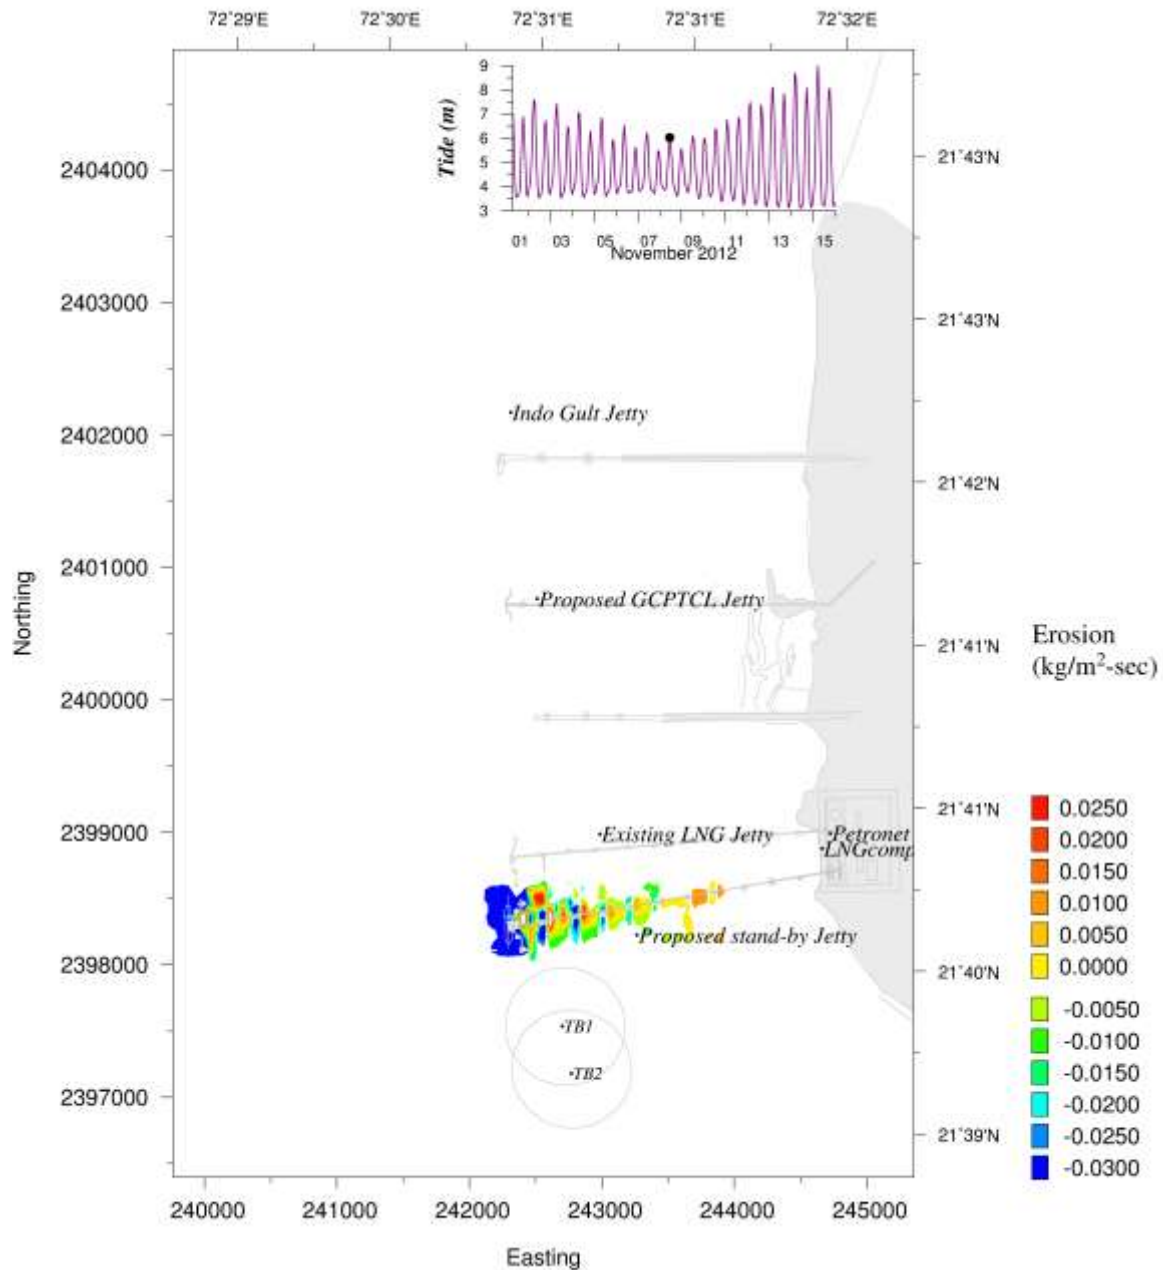 72°29'E 72°30'E 72°31'E 72°31'E 72°32'E
Tide (m)
9
8
7
6
5
4
3
01 03 05 07 09 11 13 15
November 2012
2404000 21°43'N
2403000 21°43'N
Indo Gult Jetty
2402000 21°42'N
2401000
Proposed GCPTCL Jetty
Northing
21°41'N
2400000
21°41'N
2399000
Existing LNG Jetty
Petronet
LNGcomp
Proposed stand-by Jetty
2398000 21°40'N
TB1
TB2
2397000
21°39'N
240000 241000 242000 243000 244000 245000
Easting
Erosion
(kg/m²-sec)
0.0250
0.0200
0.0150
0.0100
0.0050
0.0000
-0.0050
-0.0100
-0.0150
-0.0200
-0.0250
-0.0300